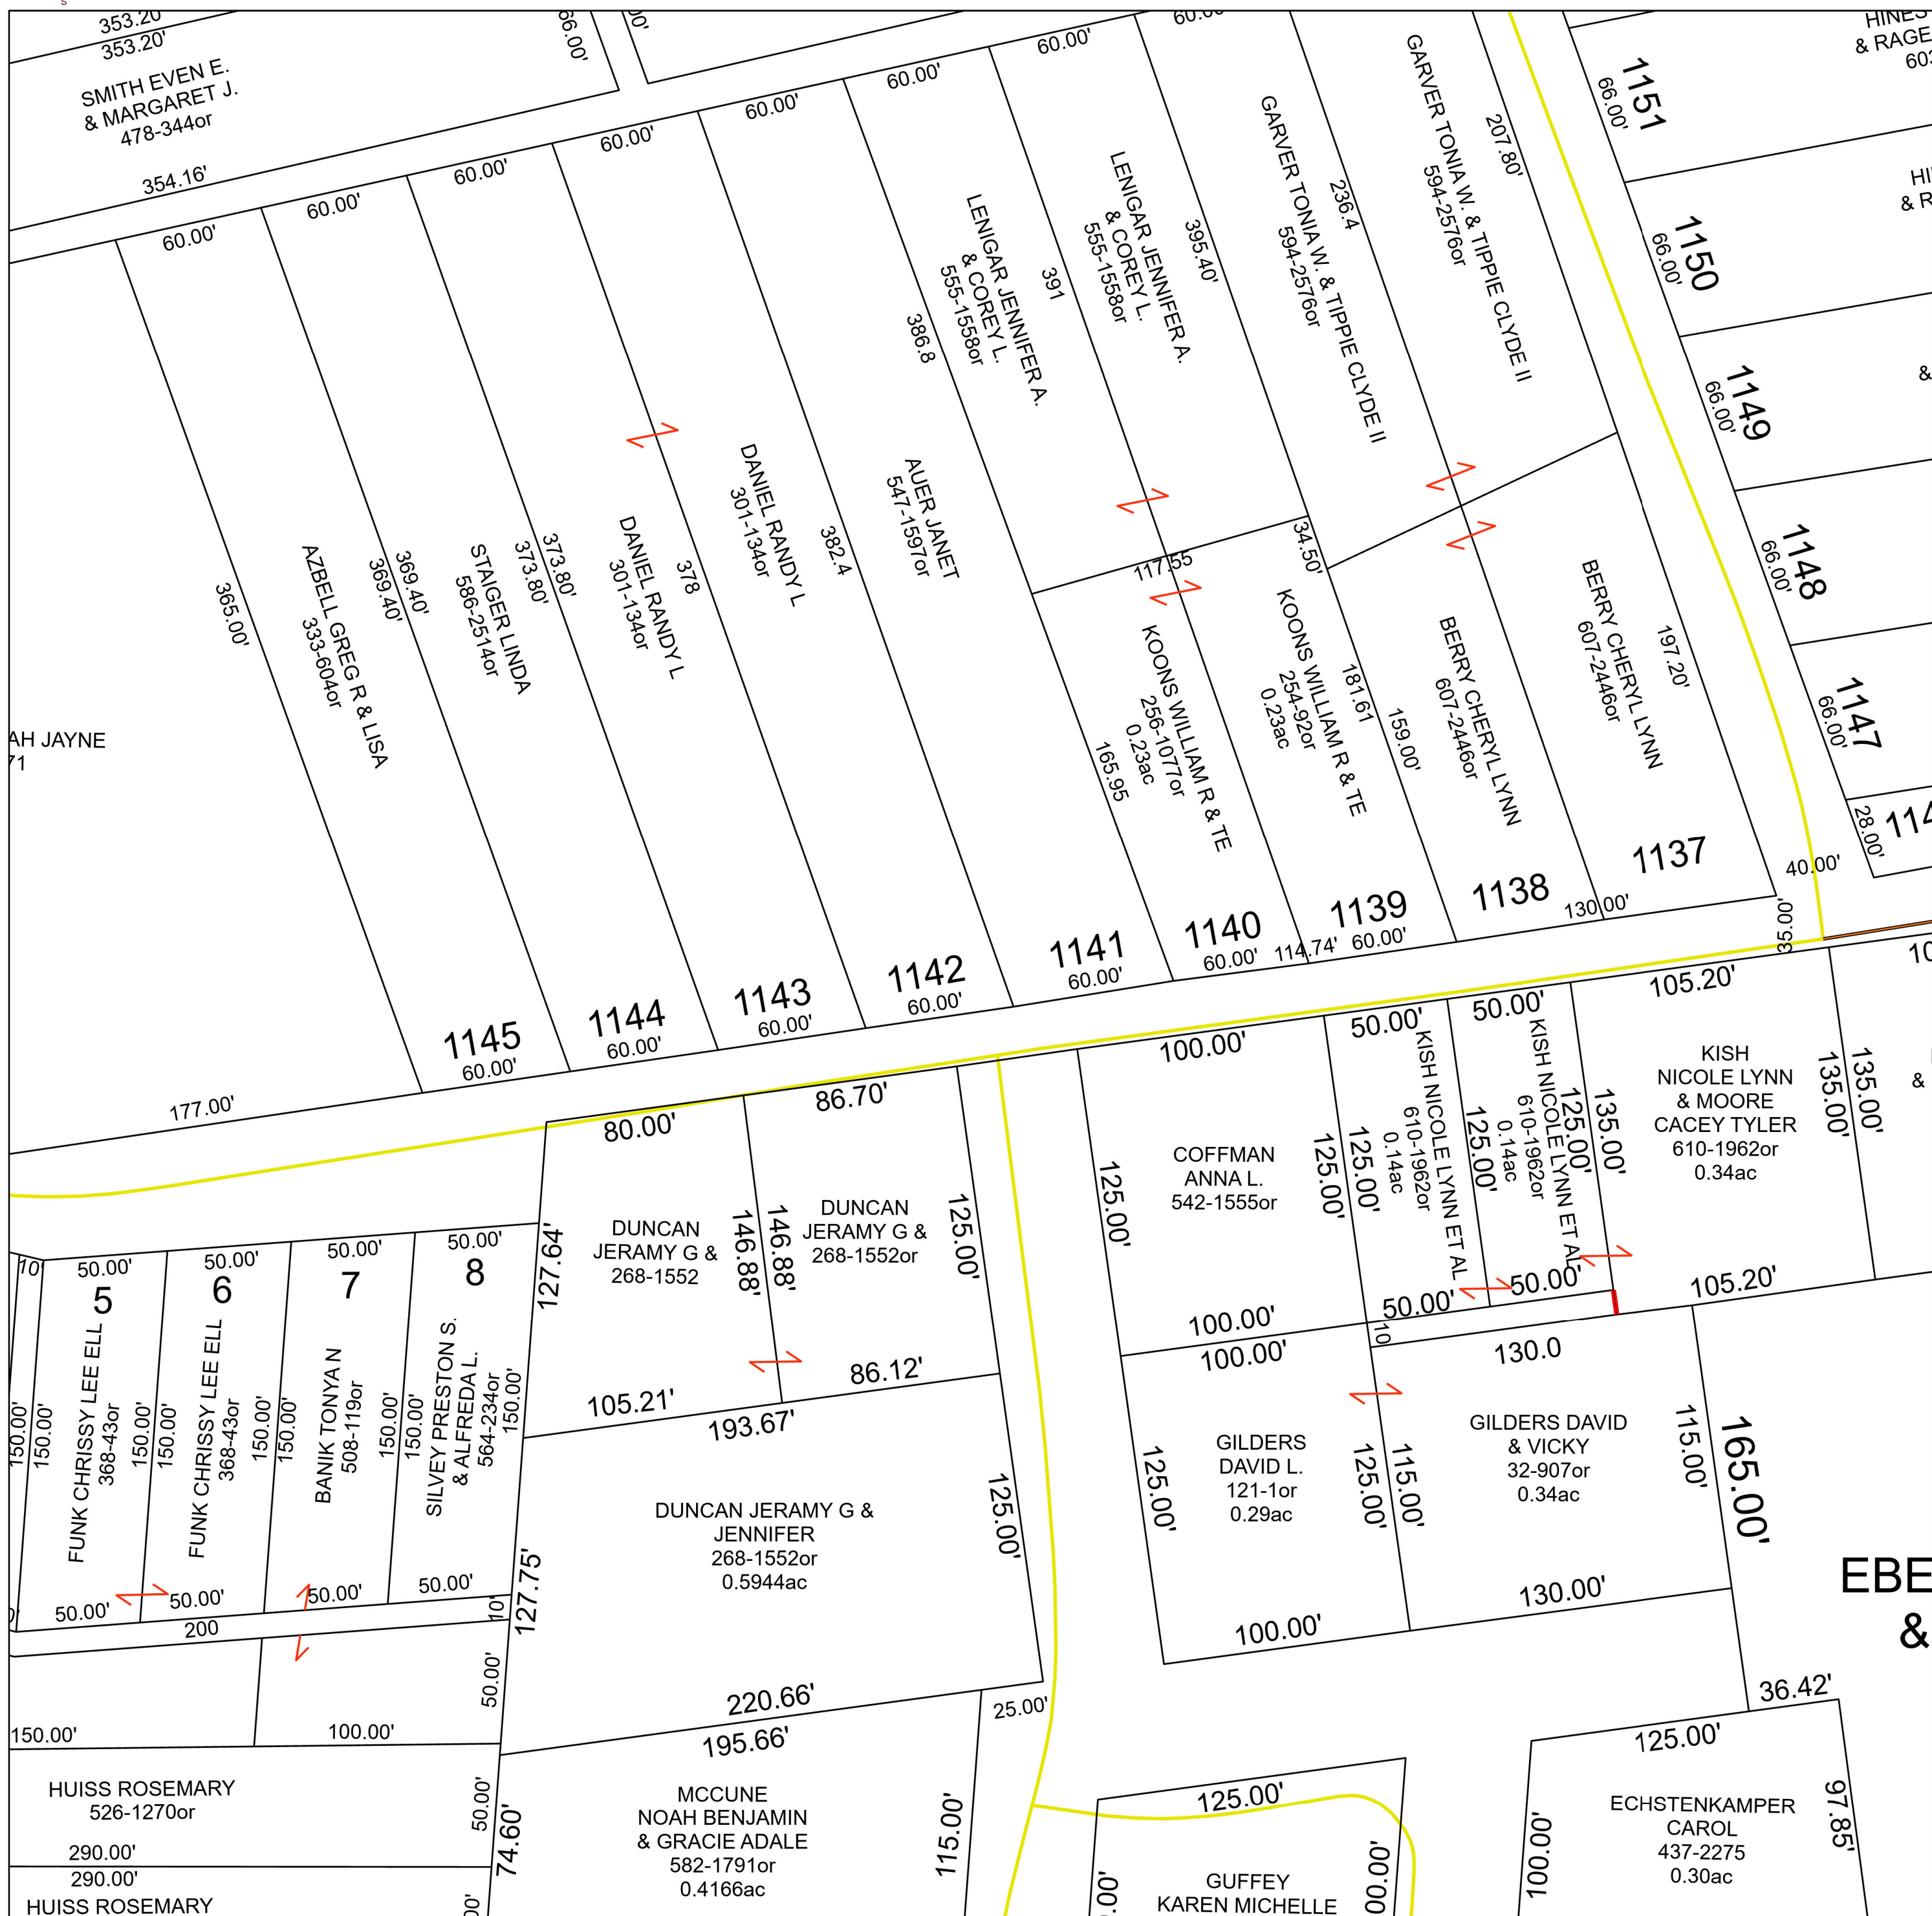 s
353.20'
353.20'
SMITH EVEN E.
& MARGARET J.
478-344or
354.16'
66.00'
60.00'
60.00'
60.00'
60.00'
60.00'
60.00'
60.00'
365.00'
AZBELL GREG R & LISA
333-604or
369.40'
369.40'
STAIGER LINDA
586-2514or
373.80'
373.80'
DANIEL RANDY L
301-134or
378
DANIEL RANDY L
301-134or
382.4
AUER JANET
547-1597or
386.8
LENIGAR JENNIFER A.
& COREY L.
555-1558or
391
LENIGAR JENNIFER A.
& COREY L.
555-1558or
395.40'
GARVER TONIA W. & TIPPIE CLYDE II
594-2576or
236.4
GARVER TONIA W. & TIPPIE CLYDE II
594-2576or
207.80'
HINES
& RAGE
603
1151
66.00'
1150
66.00'
HI
& R
1149
66.00'
&
1148
66.00'
1147
66.00'
28.00'
114
40.00'
35.00'
AH JAYNE
71
117.55
34.50'
165.95
KOONS WILLIAM R & TE
256-1077or
0.23ac
KOONS WILLIAM R & TE
254-92or
0.23ac
181.61
159.00'
BERRY CHERYL LYNN
607-2446or
BERRY CHERYL LYNN
607-2446or
197.20'
1145
60.00'
1144
60.00'
1143
60.00'
1142
60.00'
1141
60.00'
1140
60.00'
114.74'
1139
60.00'
1138
130.00'
1137
177.00'
80.00'
86.70'
100.00'
50.00'
50.00'
105.20'
10
DUNCAN
JERAMY G &
268-1552
127.64'
146.88'
146.88'
DUNCAN
JERAMY G &
268-1552or
125.00'
105.21'
86.12'
193.67'
125.00'
COFFMAN
ANNA L.
542-1555or
125.00'
125.00'
KISH NICOLE LYNN ET AL
610-1962or
0.14ac
125.00'
KISH NICOLE LYNN ET AL
610-1962or
0.14ac
125.00'
135.00'
KISH
NICOLE LYNN
& MOORE
CACEY TYLER
610-1962or
0.34ac
135.00'
135.00'
&
100.00'
50.00'
50.00'
105.20'
10'
50.00'
50.00'
50.00'
50.00'
5
6
7
8
150.00'
150.00'
FUNK CHRISSY LEE ELL
368-43or
150.00'
150.00'
FUNK CHRISSY LEE ELL
368-43or
150.00'
150.00'
BANIK TONYA N
508-119or
150.00'
150.00'
SILVEY PRESTON S.
& ALFREDA L.
564-234or
150.00'
50.00'
50.00'
50.00'
50.00'
10'
200
127.75'
DUNCAN JERAMY G &
JENNIFER
268-1552or
0.5944ac
125.00'
220.66'
100.00'
10
130.0
125.00'
GILDERS
DAVID L.
121-1or
0.29ac
125.00'
115.00'
GILDERS DAVID
& VICKY
32-907or
0.34ac
115.00'
165.00'
100.00'
130.00'
EBE
&
50.00'
150.00'
100.00'
HUISS ROSEMARY
526-1270or
50.00'
290.00'
290.00'
HUISS ROSEMARY
74.60'
195.66'
25.00'
MCCUNE
NOAH BENJAMIN
& GRACIE ADALE
582-1791or
0.4166ac
115.00'
125.00'
GUFFEY
KAREN MICHELLE
36.42'
125.00'
100.00'
ECHSTENKAMPER
CAROL
437-2275
0.30ac
97.85'